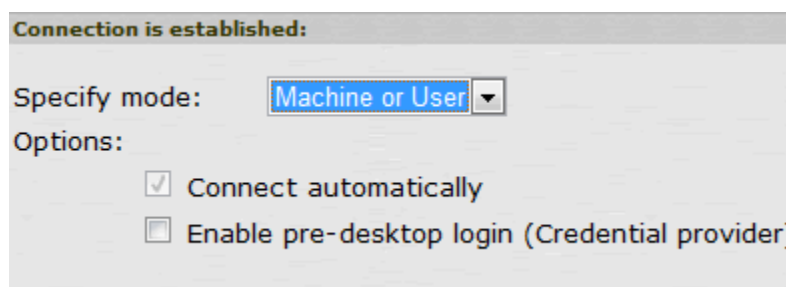 Connection is established:
Specify mode: Machine or User
Options:
Connect automatically
Enable pre-desktop login (Credential provider)